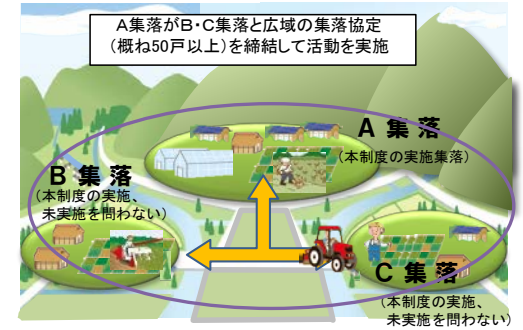 A集落がB・C集落と広域の集落協定
(概ね50戸以上)を締結して活動を実施
A 集 落
(本制度の実施集落)
B 集 落
(本制度の実施、
未実施を問わない)
C 集 落
(本制度の実施、
未実施を問わない)